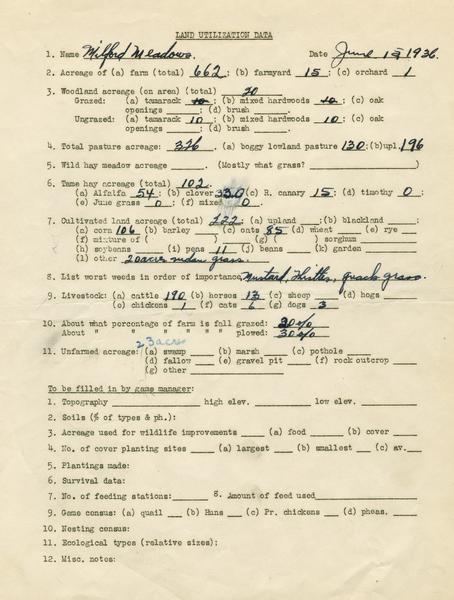 LAND UTILIZATION DATA
1. Name Milford Meadows. Date June 1936.
2. Acreage of (a) farm (total) 662; (b) farmyard 15; (c) orchard 1
3. Woodland acreage (on area) (total) 20
Grazed: (a) tamarack 10; (b) mixed hardwoods 10; (c) oak
openings ; (d) brush .
Ungrazed: (a) tamarack 10; (b) mixed hardwoods 10; (c) oak
openings ; (d) brush .
4. Total pasture acreage: 326 (a) boggy lowland pasture 130; (b)upl. 196
5. Wild hay meadow acreage . (Mostly what grass? )
6. Tame hay acreage (total) 102.
(a) Alfalfa 54; (b) clover 33 (c) R. canary 15; (d) timothy 0;
(e) June grass 0 (f) mixed 0
7. Cultivated land acreage (total) 222; (a) upland ; (b) blackland ;
(a) corn 106 (b) barley (c) oats 85 (d) wheat (e) rye
(f) mixture of ( ) ( ) (g) ( ) sorghum
(h) soybeans (i) peas 11 (j) beans (k) garden
(l) other 20 acres sudan grass.
8. List worst weeds in order of importance Mustard, thistles, quack grass.
9. Livestock: (a) cattle 190 (b) horses 13 (c) sheep (d) hogs
(e) chickens 1 (f) cats 6 (g) dogs 3
10. About what percentage of farm is fall grazed: 30%
About " " " " " plowed: 30%
23 acres
11. Unfarmed acreage: (a) swamp (b) marsh (c) pothole
(d) fallow (e) gravel pit (f) rock outcrop
(g) other
To be filled in by game manager:
1. Topography high elev. low elev.
2. Soils (% of types & ph.):
3. Acreage used for wildlife improvements (a) food (b) cover
4. No. of cover planting sites (a) largest (b) smallest (c) av.
5. Plantings made:
6. Survival data:
7. No. of feeding stations: 8. Amount of feed used
9. Game census: (a) quail (b) Huns (c) Pr. chickens (d) pheas.
10. Nesting census:
11. Ecological types (relative sizes):
12. Misc. notes: